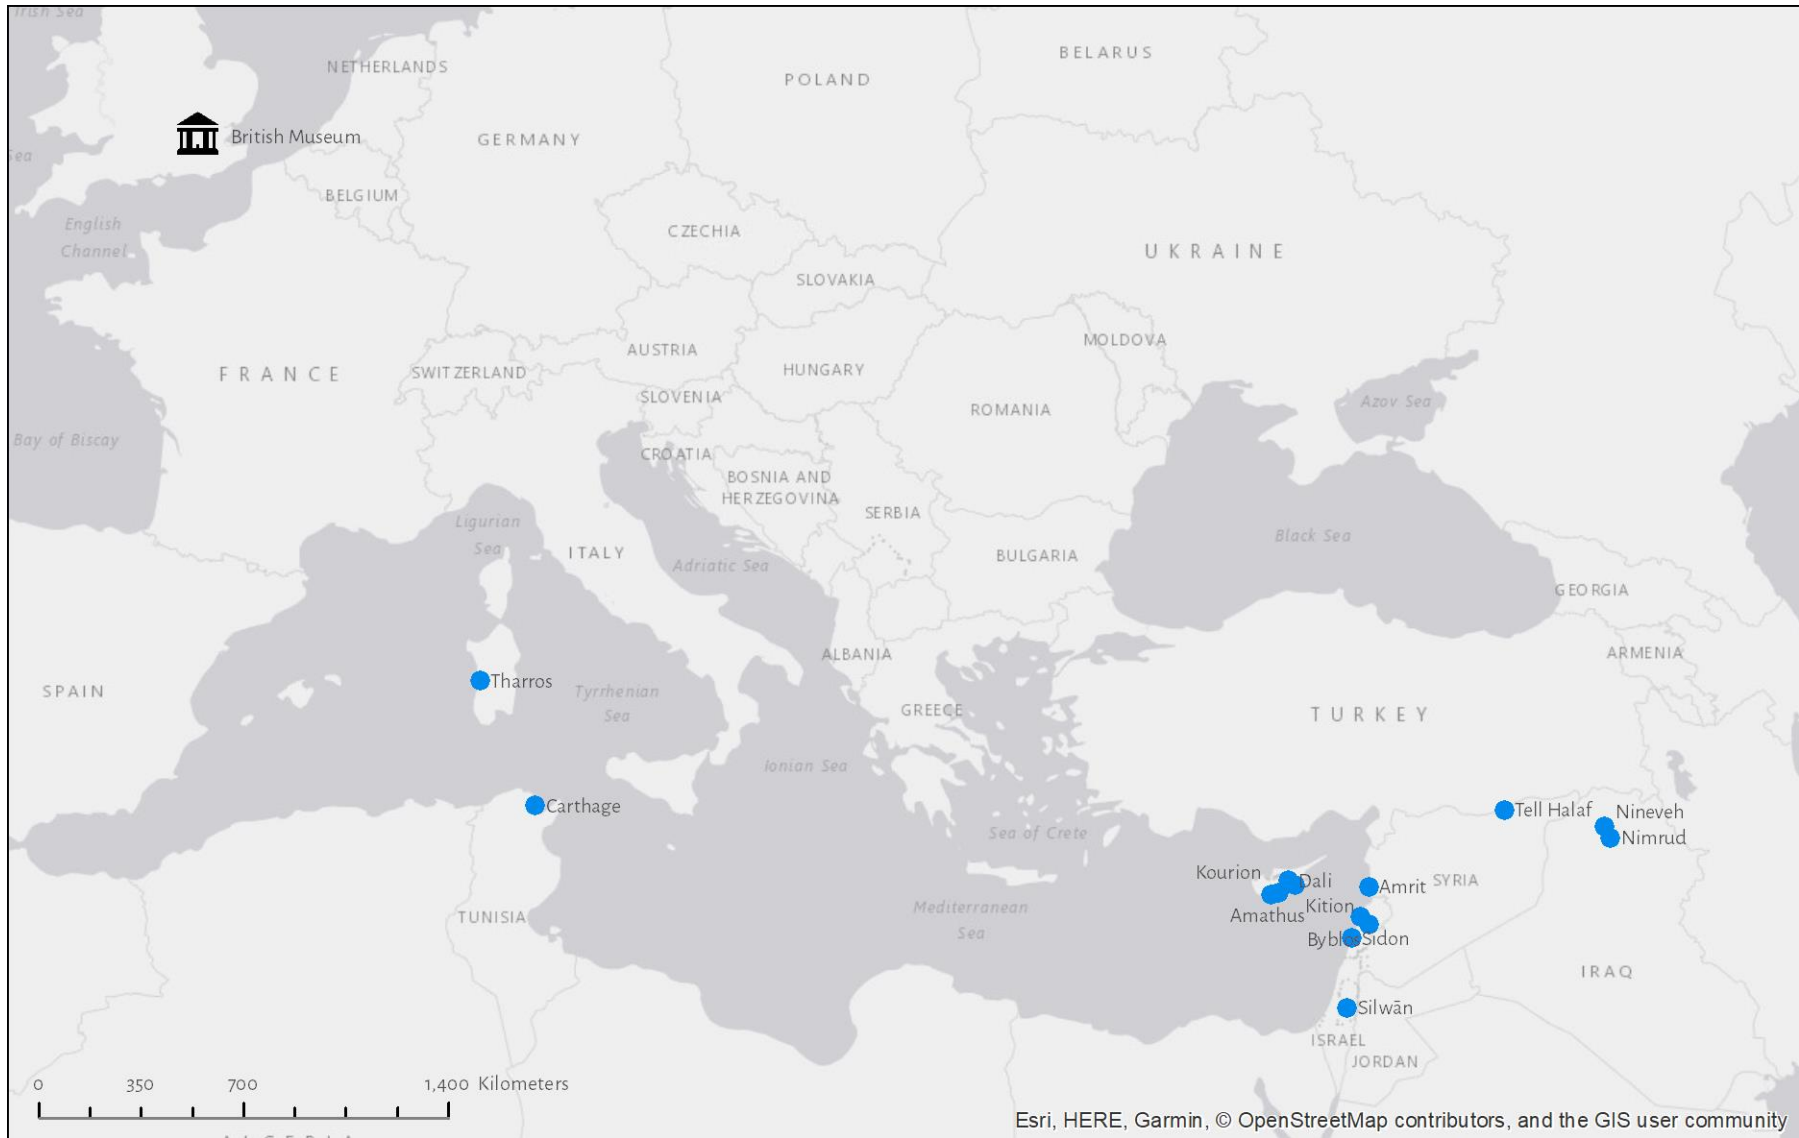 Irish Sea
NETHERLANDS
BELARUS
POLAND
British Museum
GERMANY
Sea
BELGIUM
English
Channel
CZECHIA
UKRAINE
SLOVAKIA
MOLDOVA
AUSTRIA
FRANCE
SWITZERLAND
HUNGARY
SLOVENIA
Azov Sea
ROMANIA
Bay of Biscay
CROATIA
BOSNIA AND
HERZEGOVINA
SERBIA
Ligurian
Sea
ITALY
Black Sea
BULGARIA
Adriatic Sea
GEORGIA
ALBANIA
ARMENIA
Tharros
SPAIN
Tyrrhenian
Sea
GREECE
TURKEY
Ionian Sea
Carthage
Tell Halaf
Nineveh
Sea of Crete
Nimrud
Kourion
Dali
SYRIA
Amrit
Kition
Mediterranean
Sea
Amathus
TUNISIA
Byblos
Sidon
IRAQ
Silwān
ISRAEL
JORDAN
0 350 700 1,400 Kilometers
Esri, HERE, Garmin, © OpenStreetMap contributors, and the GIS user community
ALGERIA